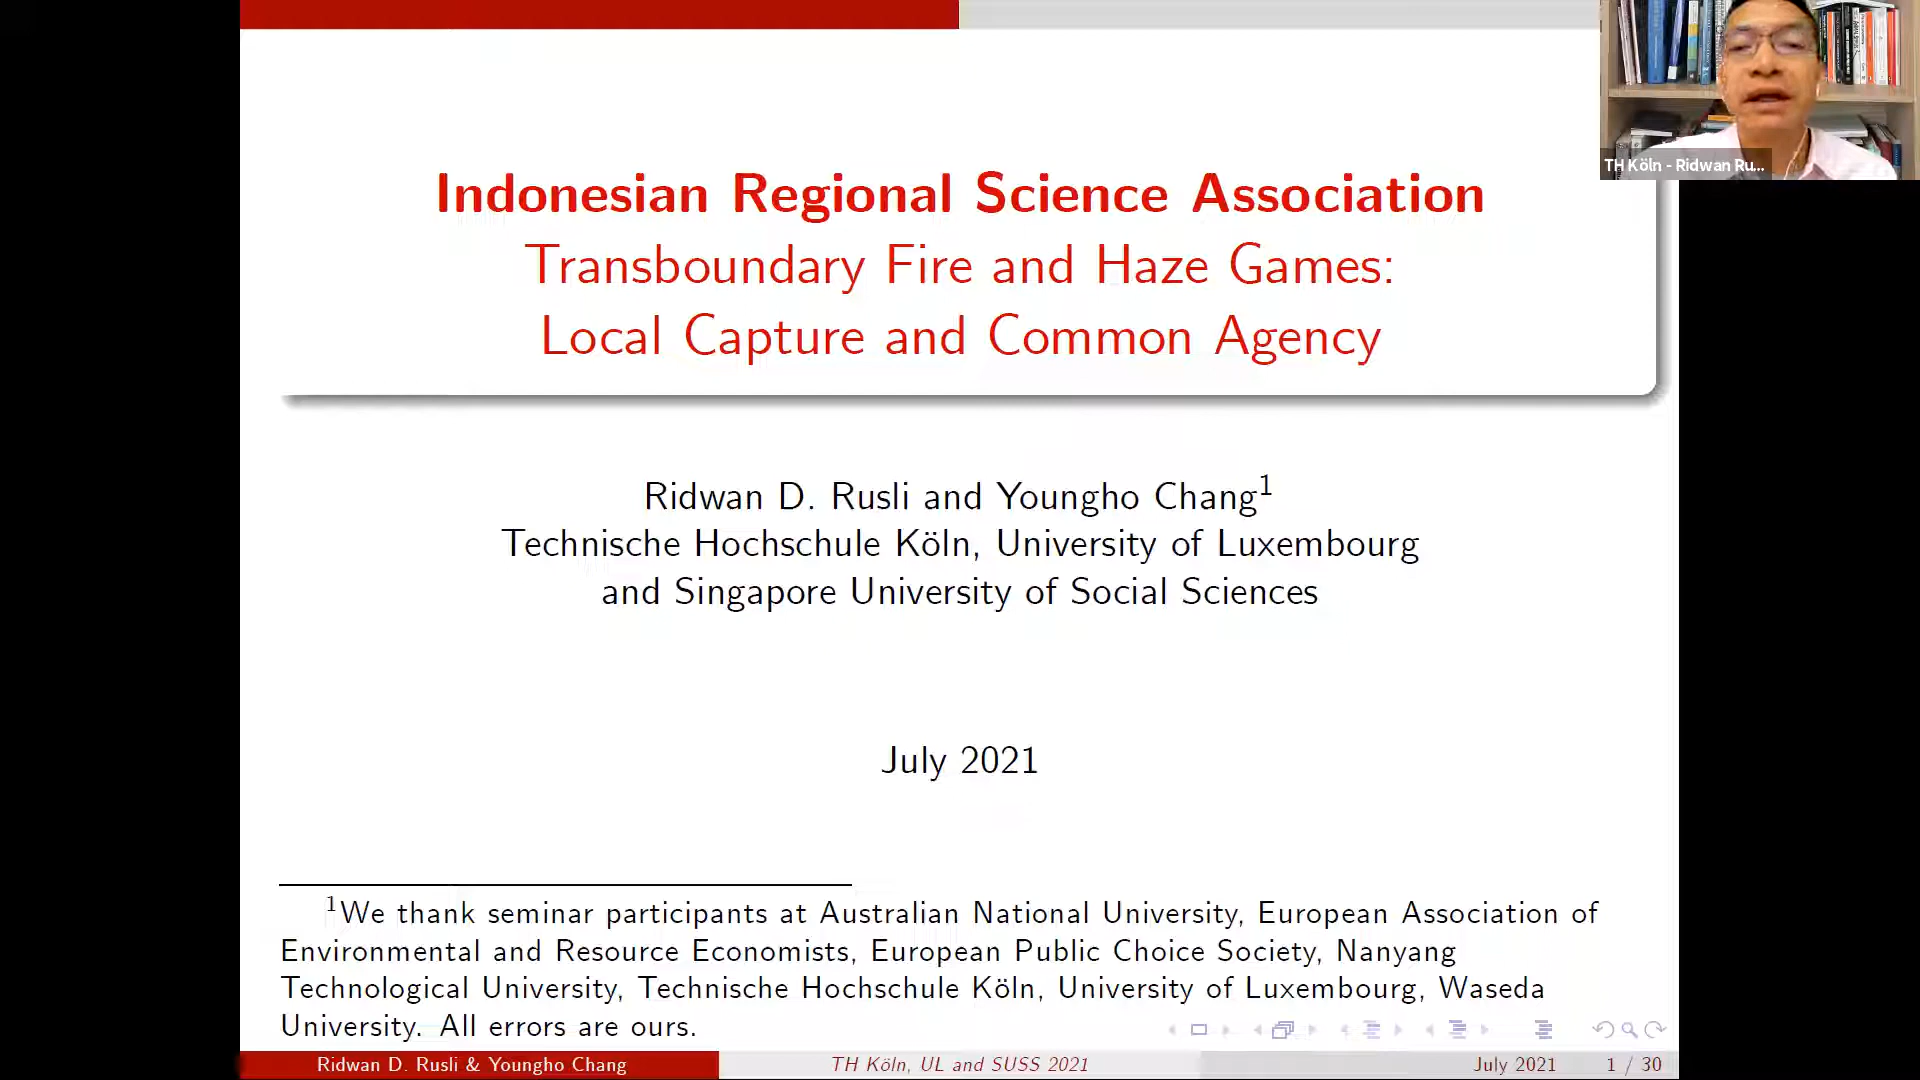 Indonesian Regional Science Association
Transboundary Fire and Haze Games:
Local Capture and Common Agency
TH Köln - Ridwan Ru...
Ridwan D. Rusli and Youngho Chang1
Technische Hochschule Köln, University of Luxembourg
and Singapore University of Social Sciences
July 2021
1We thank seminar participants at Australian National University, European Association of
Environmental and Resource Economists, European Public Choice Society, Nanyang
Technological University, Technische Hochschule Köln, University of Luxembourg, Waseda
University. All errors are ours.
Ridwan D. Rusli & Youngho Chang TH Köln, UL and SUSS 2021 July 2021 1 / 30